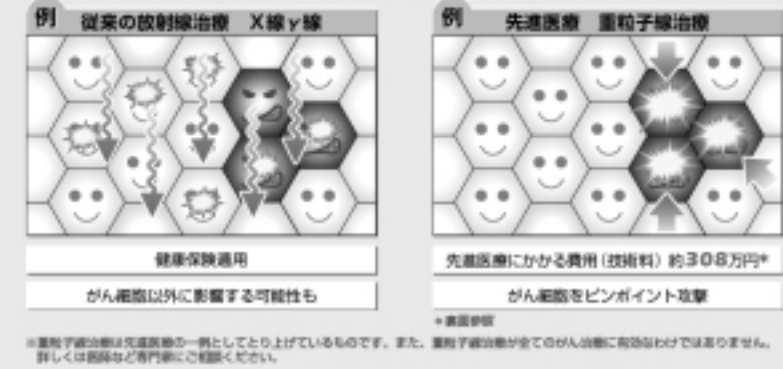 例 従来の放射線治療 X線γ線
健康保険適用
がん細胞以外に影響する可能性も
例 先進医療 重粒子線治療
先進医療にかかる費用(技術料)約308万円*
がん細胞をピンポイント攻撃
*裏面参照
※重粒子線治療は先進医療の一例としてとり上げているものです。また、重粒子線治療が全てのがん治療に有効なわけではありません。
詳しくは医師など専門家にご相談ください。